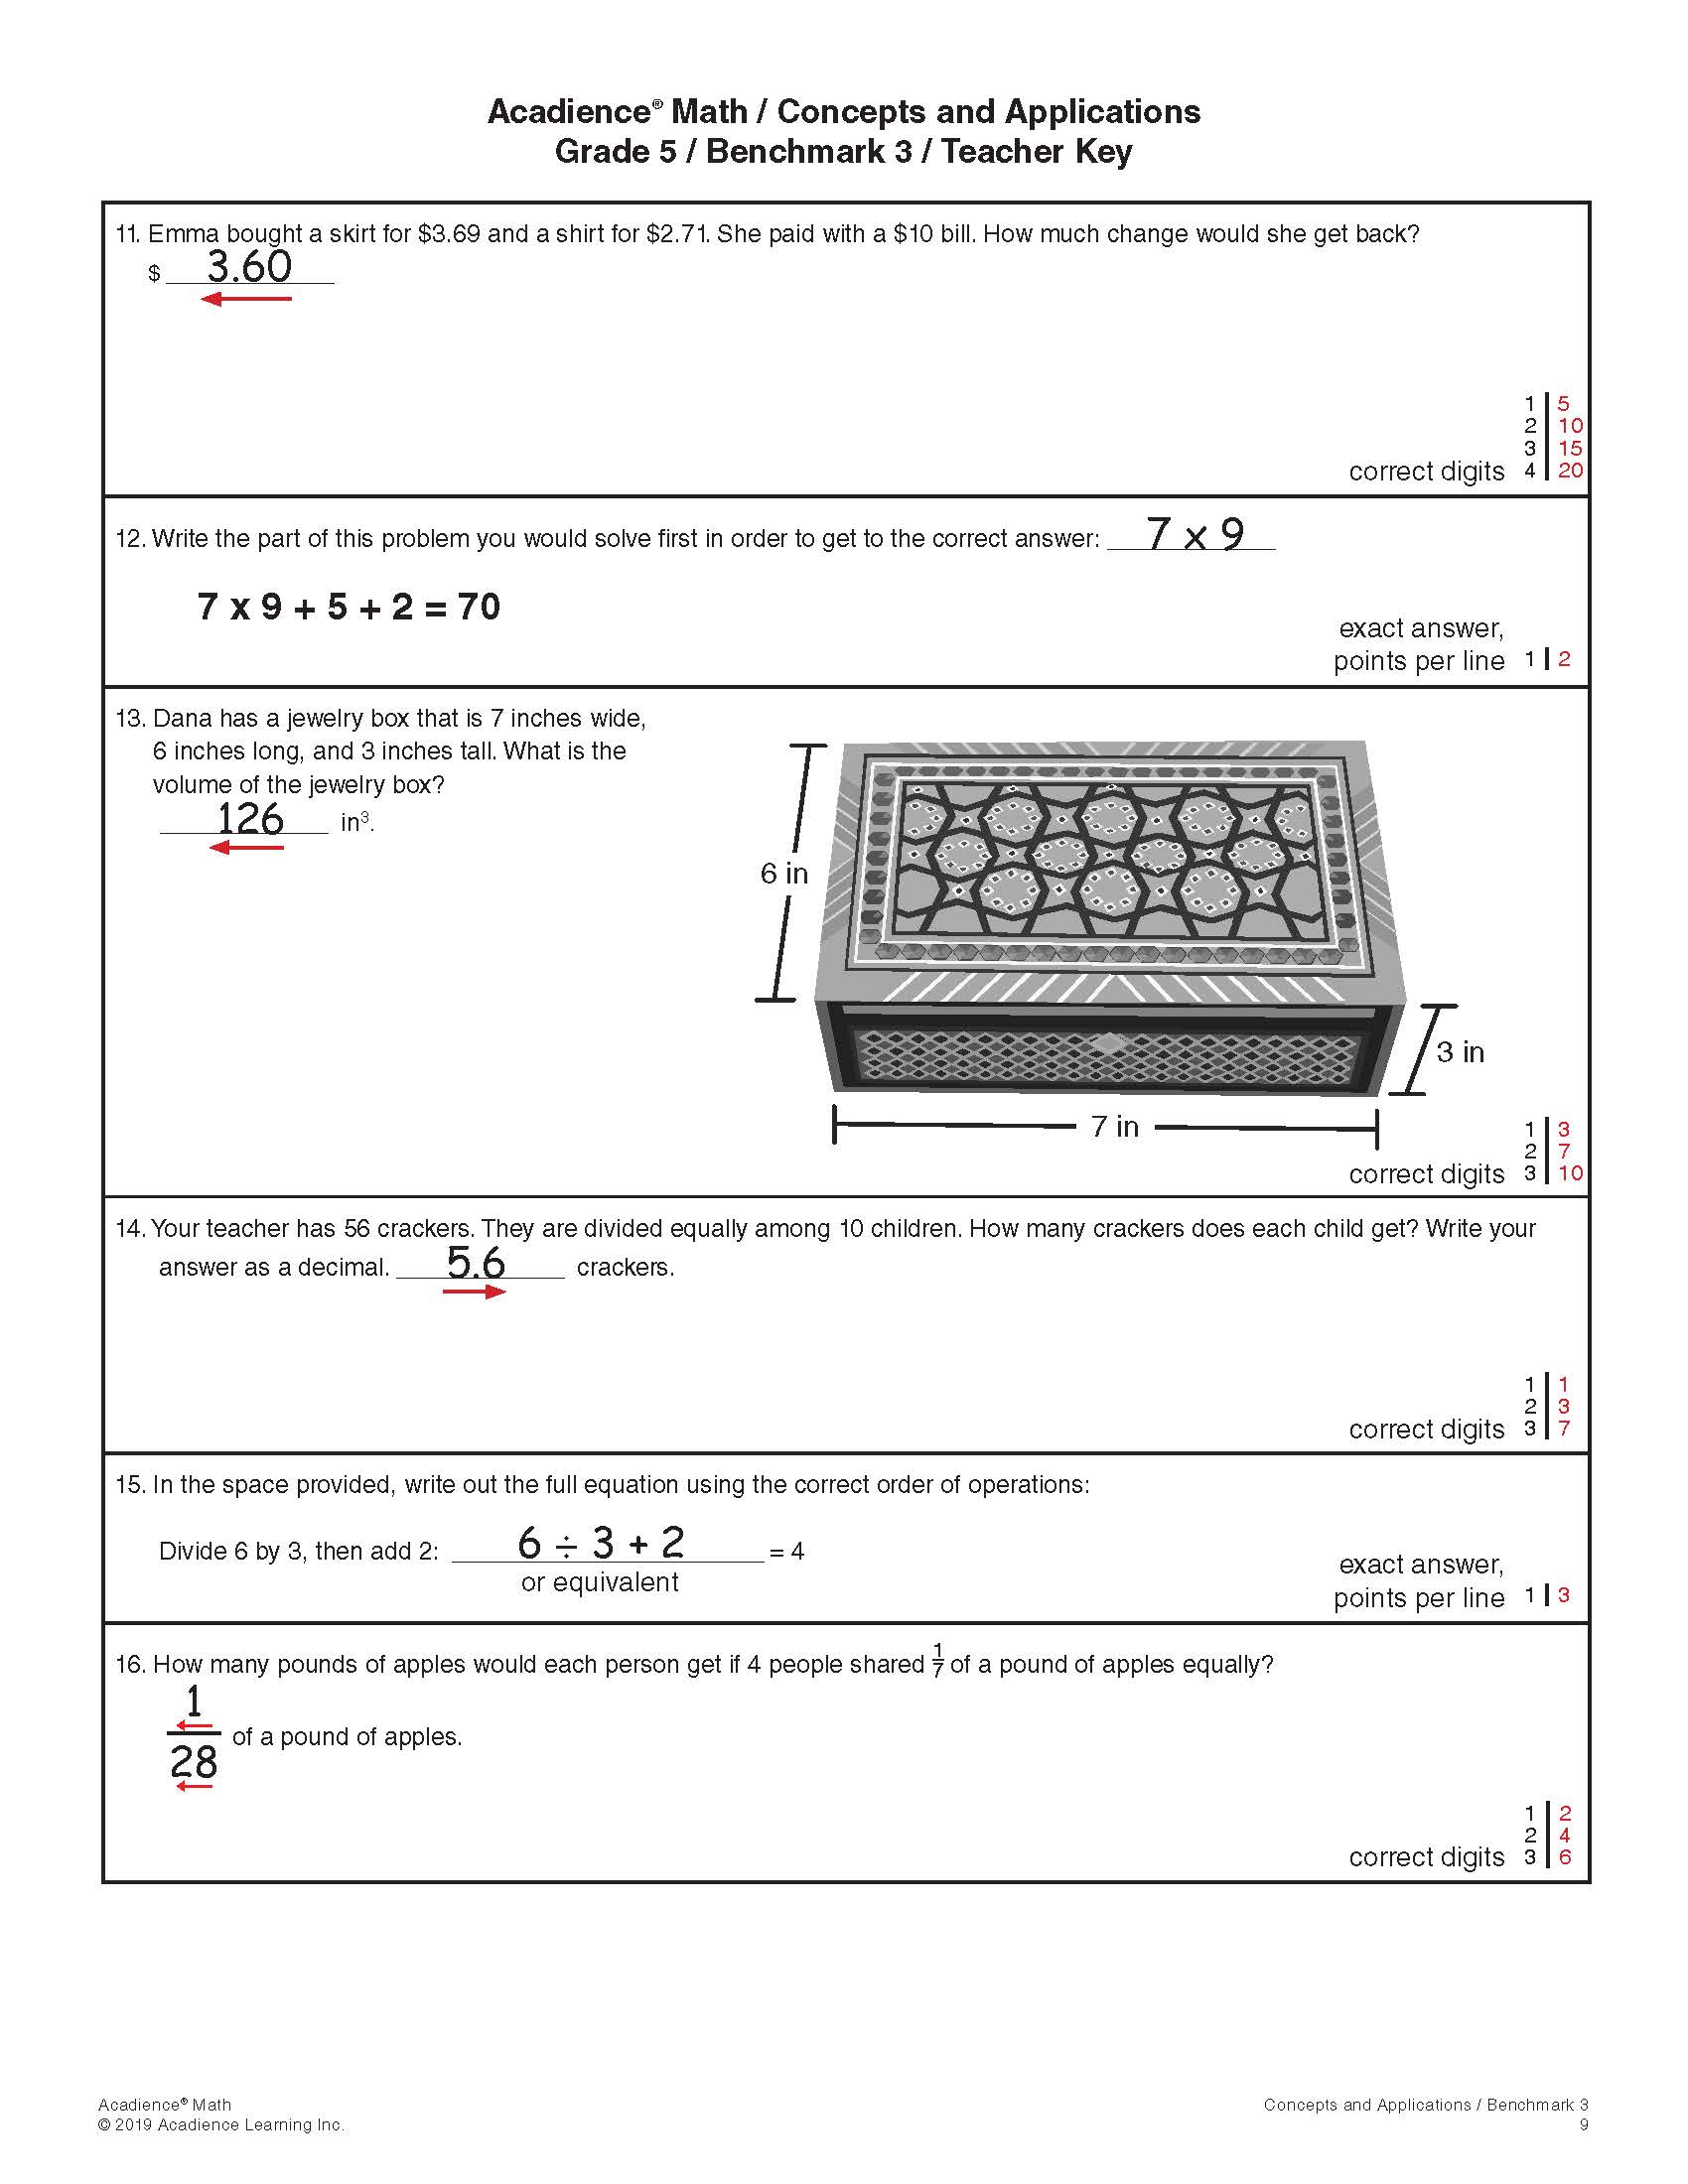 Acadience® Math / Concepts and Applications
Grade 5 / Benchmark 3 / Teacher Key
11. Emma bought a skirt for $3.69 and a shirt for $2.71. She paid with a $10 bill. How much change would she get back?
$ 3.60
1 5
2 10
3 15
correct digits 4 20
12. Write the part of this problem you would solve first in order to get to the correct answer: 7 x 9
7 x 9 + 5 + 2 = 70
exact answer,
points per line 1 2
13. Dana has a jewelry box that is 7 inches wide,
6 inches long, and 3 inches tall. What is the
volume of the jewelry box?
126 in³.
6 in
3 in
7 in
1 3
2 7
correct digits 3 10
14. Your teacher has 56 crackers. They are divided equally among 10 children. How many crackers does each child get? Write your
answer as a decimal. 5.6 crackers.
1 1
2 3
correct digits 3 7
15. In the space provided, write out the full equation using the correct order of operations:
Divide 6 by 3, then add 2: 6 ÷ 3 + 2 = 4
or equivalent
exact answer,
points per line 1 3
16. How many pounds of apples would each person get if 4 people shared 1/7 of a pound of apples equally?
1/28 of a pound of apples.
1 2
2 4
correct digits 3 6
Acadience® Math
© 2019 Acadience Learning Inc.
Concepts and Applications / Benchmark 3
9